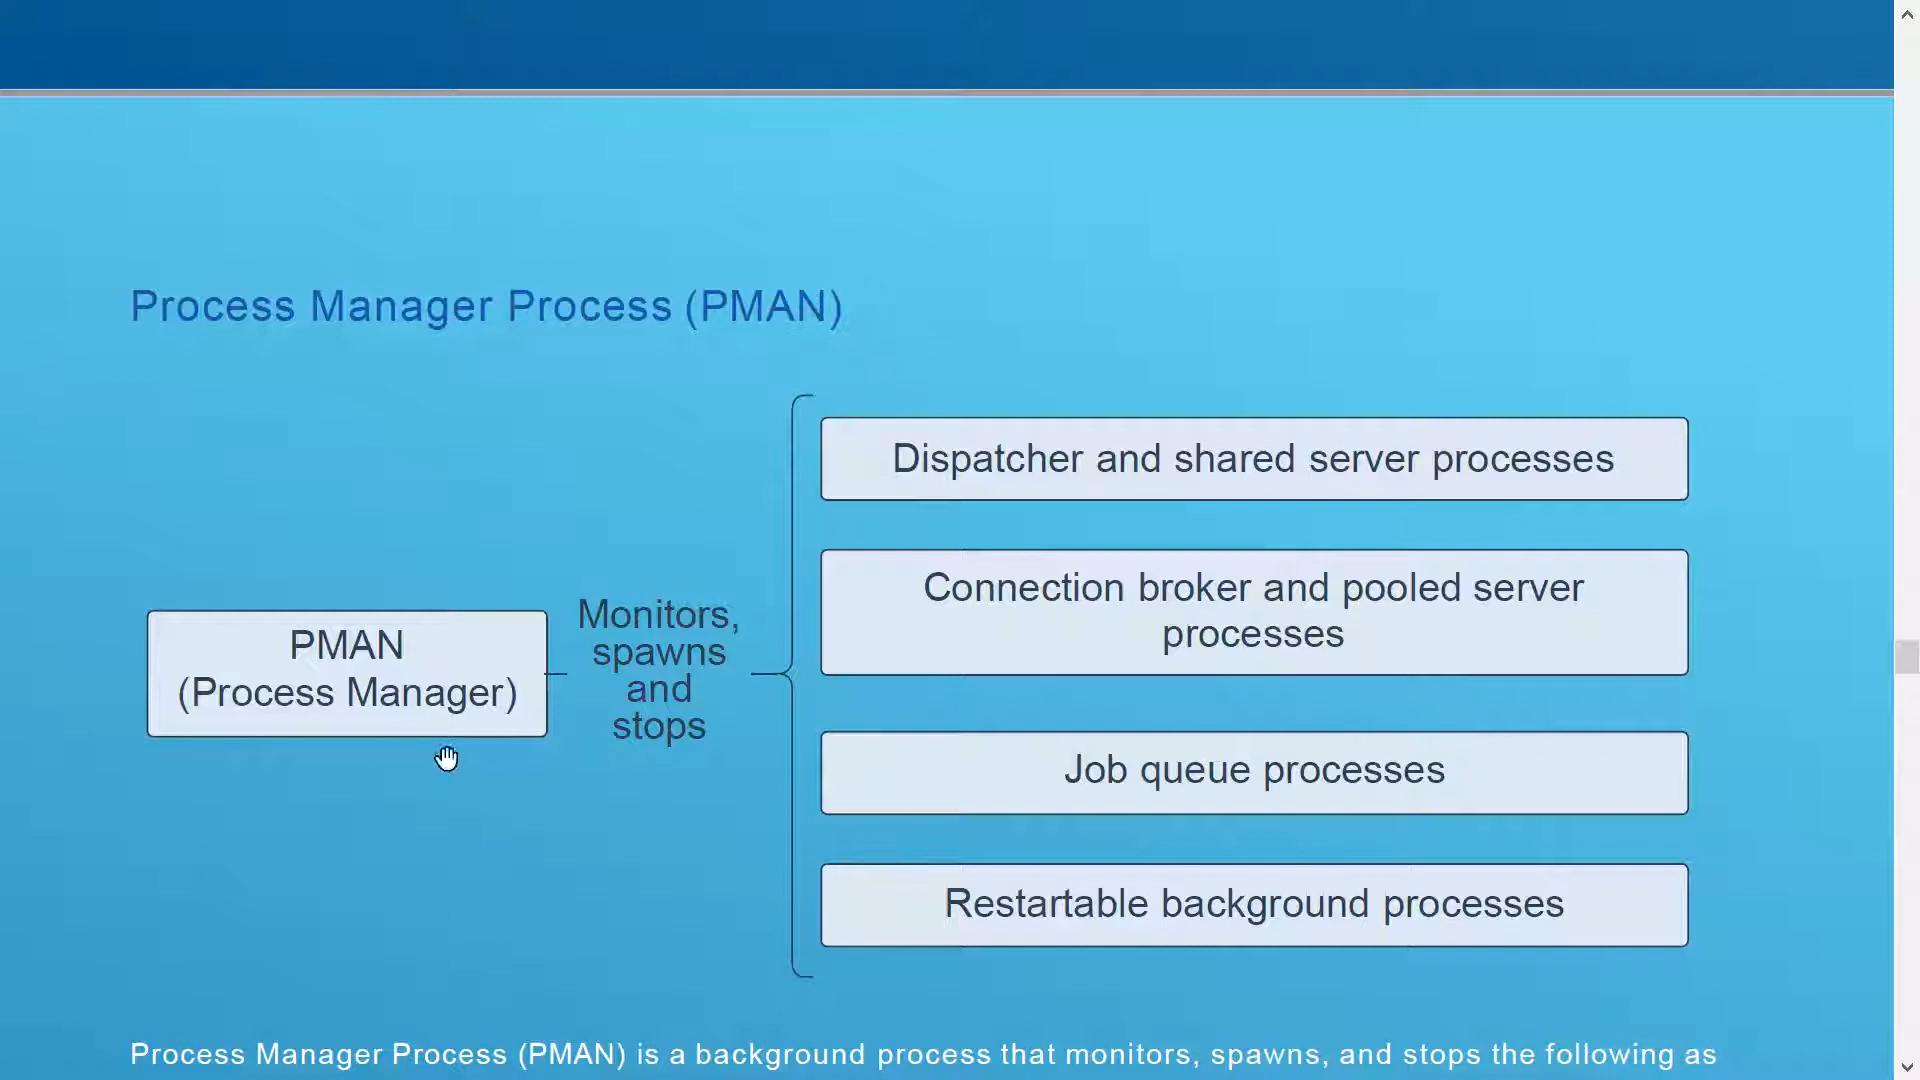 Process Manager Process (PMAN)
Dispatcher and shared server processes
Connection broker and pooled server
processes
PMAN
(Process Manager)
Monitors,
spawns
and
stops
Job queue processes
Restartable background processes
Process Manager Process (PMAN) is a background process that monitors, spawns, and stops the following as